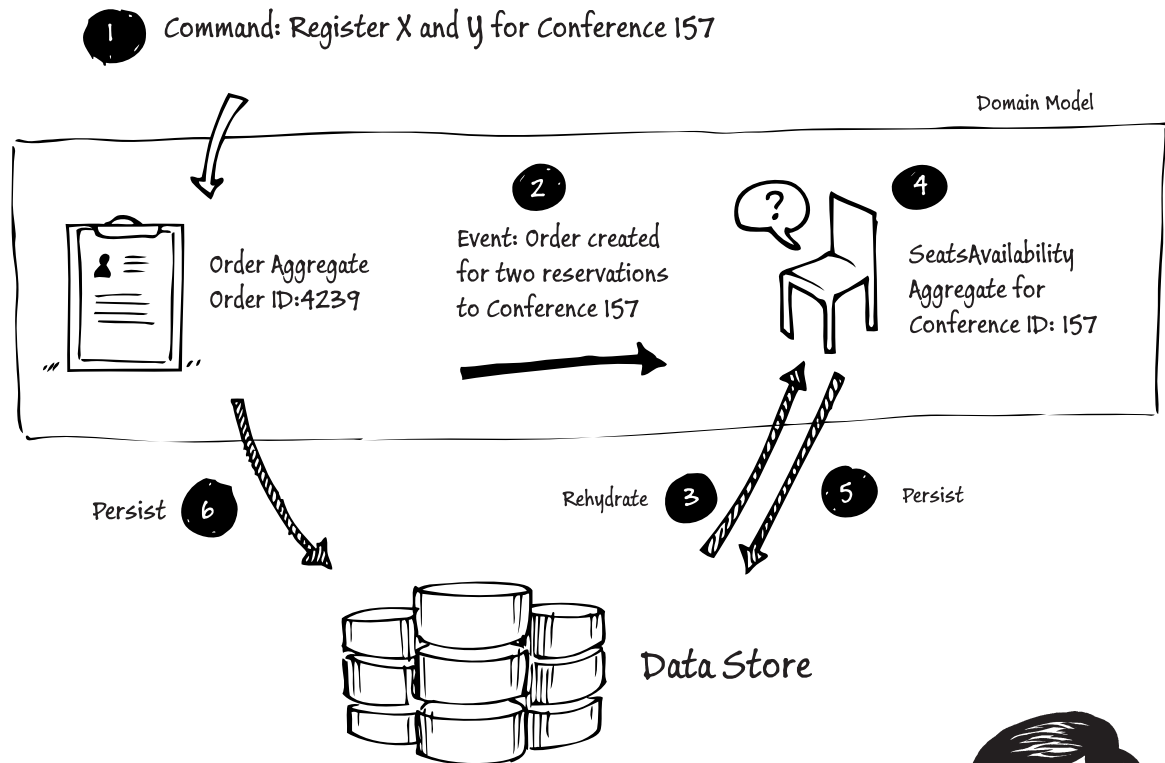 1 Command: Register X and Y for Conference 157
Domain Model
2
Event: Order created
for two reservations
to Conference 157
Order Aggregate
Order ID:4239
?
4
SeatsAvailability
Aggregate for
Conference ID: 157
Persist 6
Rehydrate 3
5 Persist
Data Store